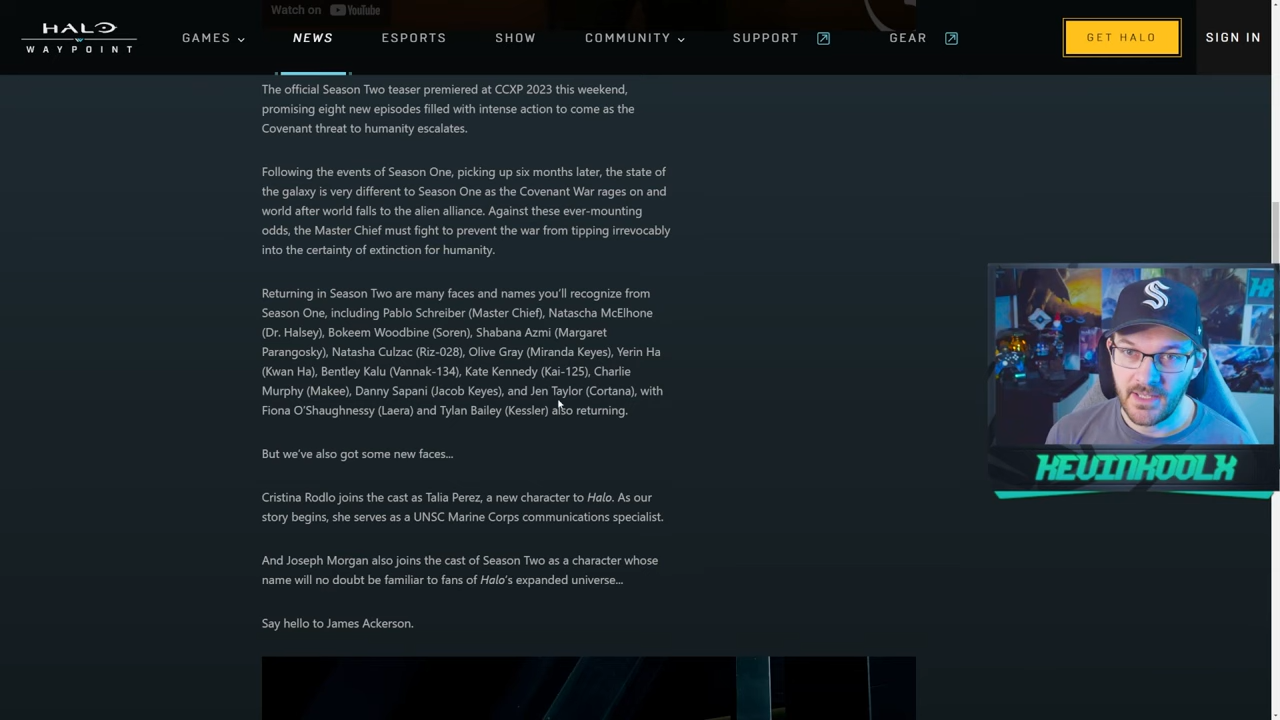 Watch on YouTube
HALO
WAYPOINT
GAMES
NEWS
ESPORTS
SHOW
COMMUNITY
SUPPORT
GEAR
GET HALO
SIGN IN
The official Season Two teaser premiered at CCXP 2023 this weekend,
promising eight new episodes filled with intense action to come as the
Covenant threat to humanity escalates.
Following the events of Season One, picking up six months later, the state of
the galaxy is very different to Season One as the Covenant War rages on and
world after world falls to the alien alliance. Against these ever-mounting
odds, the Master Chief must fight to prevent the war from tipping irrevocably
into the certainty of extinction for humanity.
Returning in Season Two are many faces and names you'll recognize from
Season One, including Pablo Schreiber (Master Chief), Natascha McElhone
(Dr. Halsey), Bokeem Woodbine (Soren), Shabana Azmi (Margaret
Parangosky), Natasha Culzac (Riz-028), Olive Gray (Miranda Keyes), Yerin Ha
(Kwan Ha), Bentley Kalu (Vannak-134), Kate Kennedy (Kai-125), Charlie
Murphy (Makee), Danny Sapani (Jacob Keyes), and Jen Taylor (Cortana), with
Fiona O'Shaughnessy (Laera) and Tylan Bailey (Kessler) also returning.
But we've also got some new faces...
Cristina Rodlo joins the cast as Talia Perez, a new character to Halo. As our
story begins, she serves as a UNSC Marine Corps communications specialist.
And Joseph Morgan also joins the cast of Season Two as a character whose
name will no doubt be familiar to fans of Halo's expanded universe...
Say hello to James Ackerson.
KEVINKOOLX